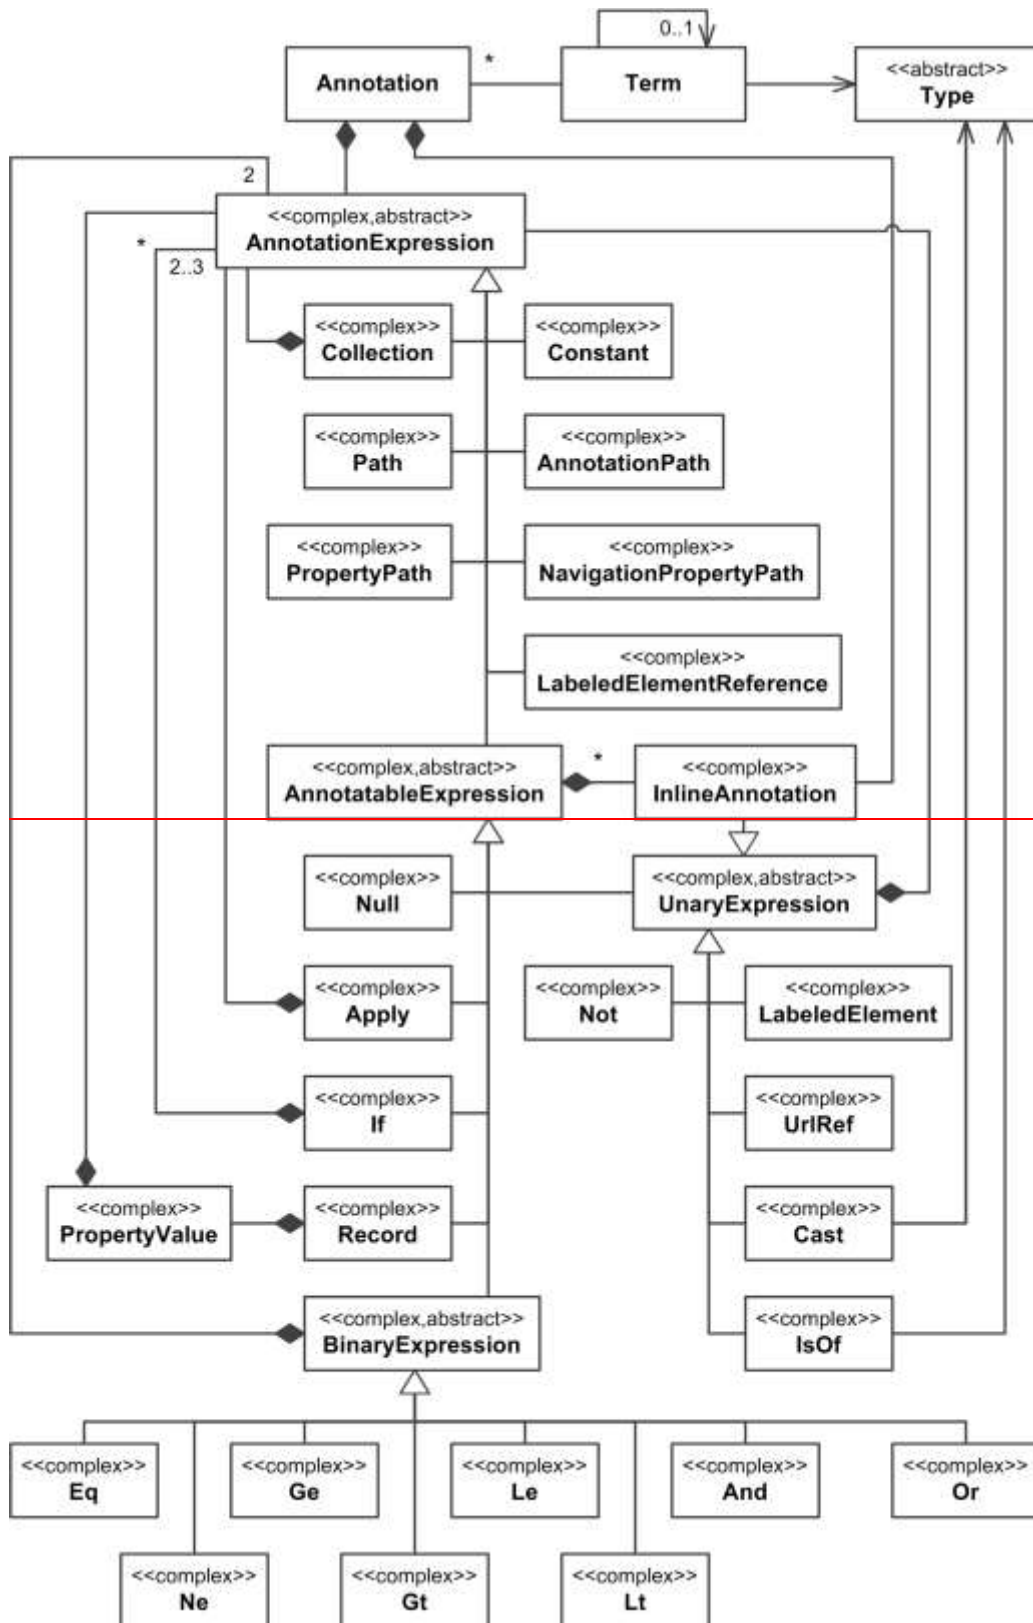 0..1
Annotation
*
Term
<<abstract>>
Type
2
<<complex,abstract>>
AnnotationExpression
*
2..3
<<complex>>
Collection
<<complex>>
Constant
<<complex>>
Path
<<complex>>
AnnotationPath
<<complex>>
PropertyPath
<<complex>>
NavigationPropertyPath
<<complex>>
LabeledElementReference
<<complex,abstract>>
AnnotatableExpression
*
<<complex>>
InlineAnnotation
<<complex>>
Null
<<complex,abstract>>
UnaryExpression
<<complex>>
Apply
<<complex>>
Not
<<complex>>
LabeledElement
<<complex>>
If
<<complex>>
UrlRef
<<complex>>
PropertyValue
<<complex>>
Record
<<complex>>
Cast
<<complex,abstract>>
BinaryExpression
<<complex>>
IsOf
<<complex>>
Eq
<<complex>>
Ge
<<complex>>
Le
<<complex>>
And
<<complex>>
Or
<<complex>>
Ne
<<complex>>
Gt
<<complex>>
Lt